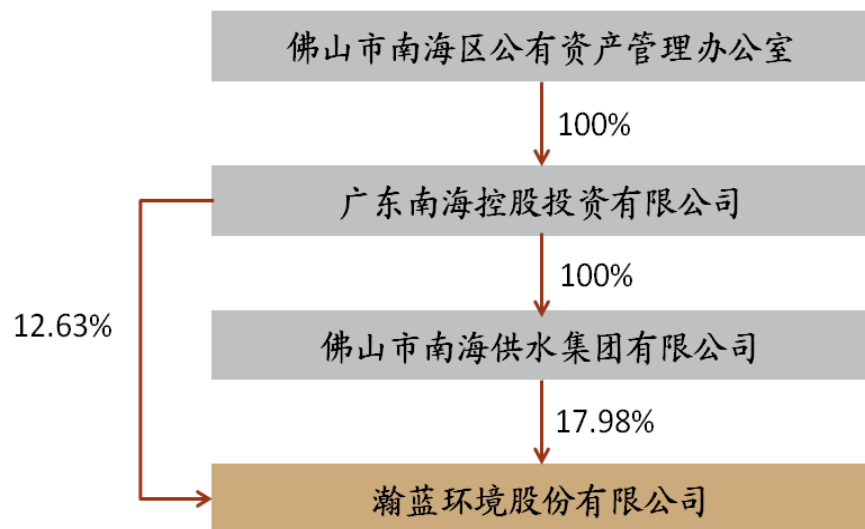 佛山市南海区公有资产管理办公室
100%
广东南海控股投资有限公司
100%
12.63%
佛山市南海供水集团有限公司
17.98%
瀚蓝环境股份有限公司